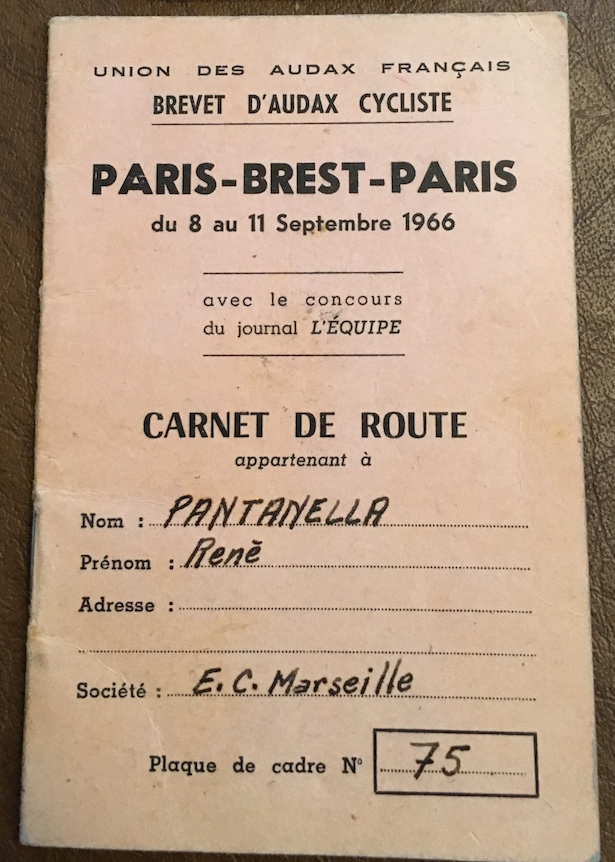 UNION DES AUDAX FRANÇAIS
BREVET D'AUDAX CYCLISTE
PARIS-BREST-PARIS
du 8 au 11 Septembre 1966
avec le concours
du journal L'ÉQUIPE
CARNET DE ROUTE
appartenant à
Nom : PANTANELLA
Prénom : René
Adresse :
Société : E.C. Marseille
Plaque de cadre N° 75